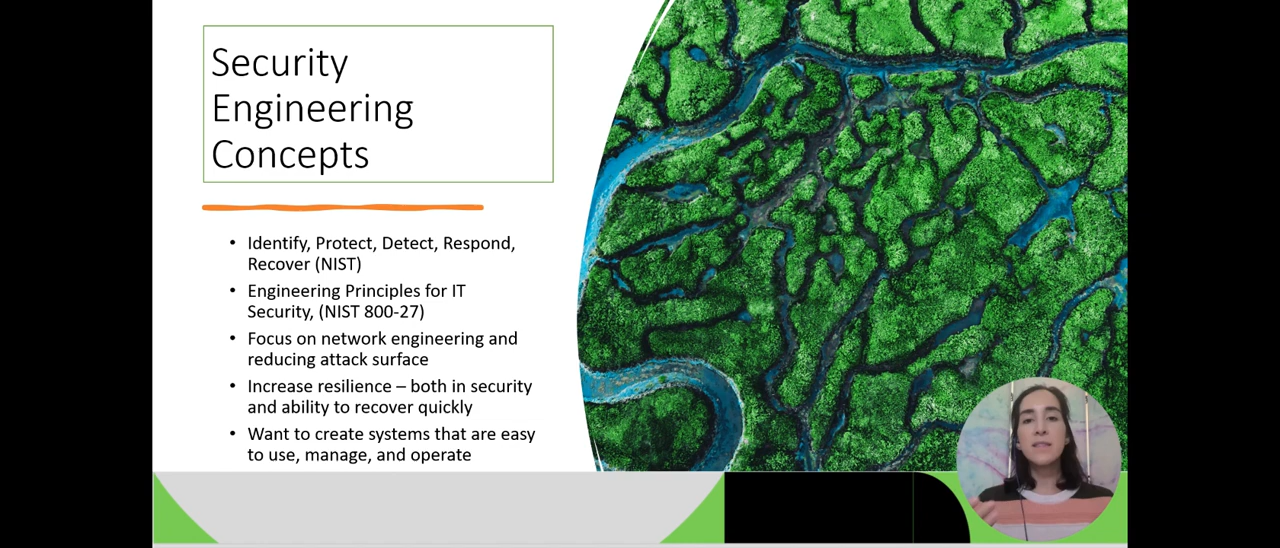 Security
Engineering
Concepts
• Identify, Protect, Detect, Respond,
Recover (NIST)
• Engineering Principles for IT
Security, (NIST 800-27)
• Focus on network engineering and
reducing attack surface
• Increase resilience – both in security
and ability to recover quickly
• Want to create systems that are easy
to use, manage, and operate